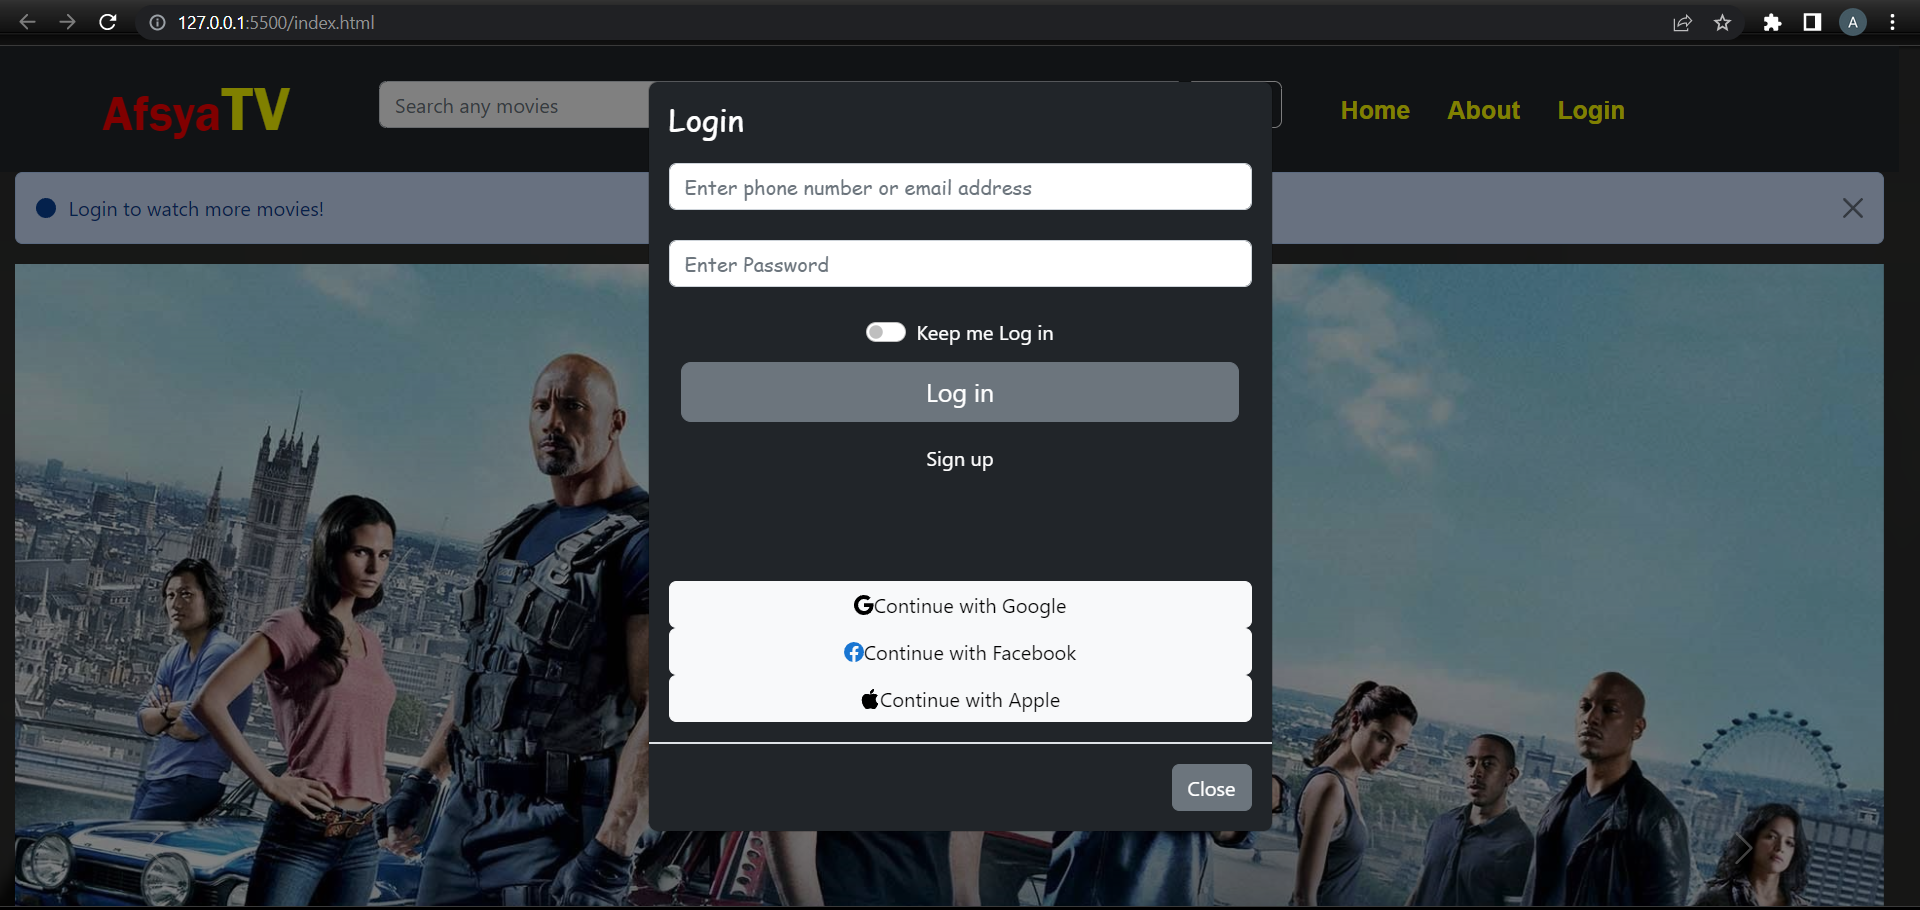 127.0.0.1:5500/index.html
A
AfsyaTV
Search any movies
Home About Login
Login to watch more movies!
Login
Enter phone number or email address
Enter Password
Keep me Log in
Log in
Sign up
Continue with Google
Continue with Facebook
Continue with Apple
Close